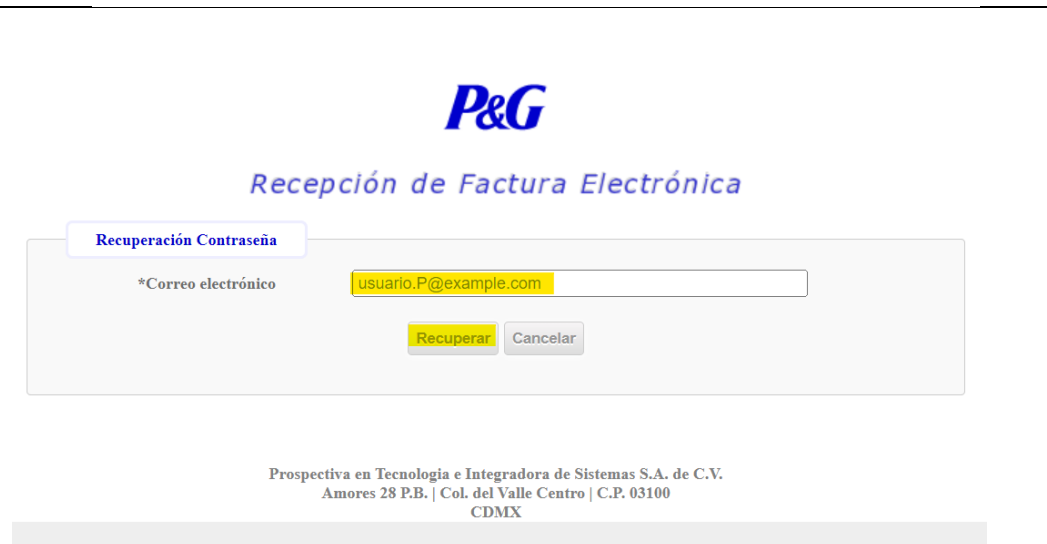 P&G
Recepción de Factura Electrónica
Recuperación Contraseña
*Correo electrónico usuario.P@example.com
Recuperar Cancelar
Prospectiva en Tecnologia e Integradora de Sistemas S.A. de C.V.
Amores 28 P.B. | Col. del Valle Centro | C.P. 03100
CDMX